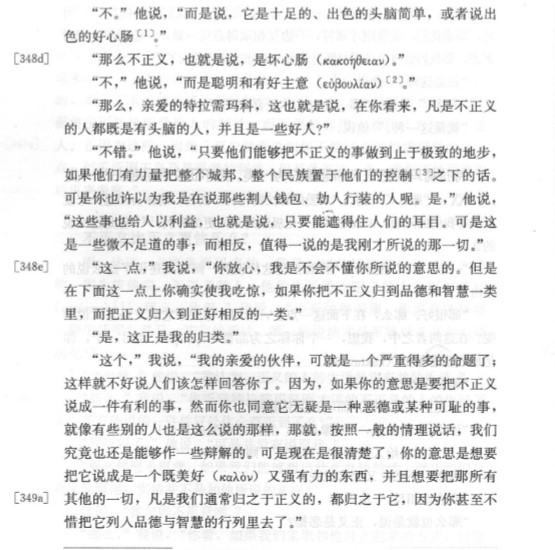 “不。”他说，“而是说，它是十足的、出色的头脑简单，或者说出
色的好心肠［1］。”
［348d］ “那么不正义，也就是说，是坏心肠（κακοήθειαν）。”
“不，”他说，“而是聪明和有好主意（εὐβουλίαν）［2］。”
“那么，亲爱的特拉需玛科，这也就是说，在你看来，凡是不正义
的人都既是有头脑的人，并且是一些好人？”
“不错。”他说，“只要他们能够把不正义的事做到止于极致的地步，
如果他们有力量把整个城邦、整个民族置于他们的控制［3］之下的话。
可是你也许以为我是在说那些割人钱包、劫人行装的人呢。是，”他说，
“这些事也给人以利益，也就是说，只要能遮得住人们的耳目。可是这
是一些微不足道的事；而相反，值得一说的是我刚才所说的那一切。”
［348e］ “这一点，”我说，“你放心，我是不会不懂你所说的意思的。但是
在下面这一点上你确实使我吃惊，如果你把不正义归到品德和智慧一类
里，而把正义归入到正好相反的一类。”
“是，这正是我的归类。”
“这个，”我说，“我的亲爱的伙伴，可就是一个严重得多的命题了；
这样就不好说人们该怎样回答你了。因为，如果你的意思是要把不正义
说成一件有利的事，然而你也同意它无疑是一种恶德或某种可耻的事，
就像有些别的人也是这么说的那样，那就，按照一般的情理说话，我们
究竟也还是能够作一些辩解的。可是现在是很清楚了，你的意思是想要
把它说成是一个既美好（καλὸν）又强有力的东西，并且想要把那所有
［349a］ 其他的一切，凡是我们通常归之于正义的，都归之于它，因为你甚至不
惜把它列入品德与智慧的行列里去了。”